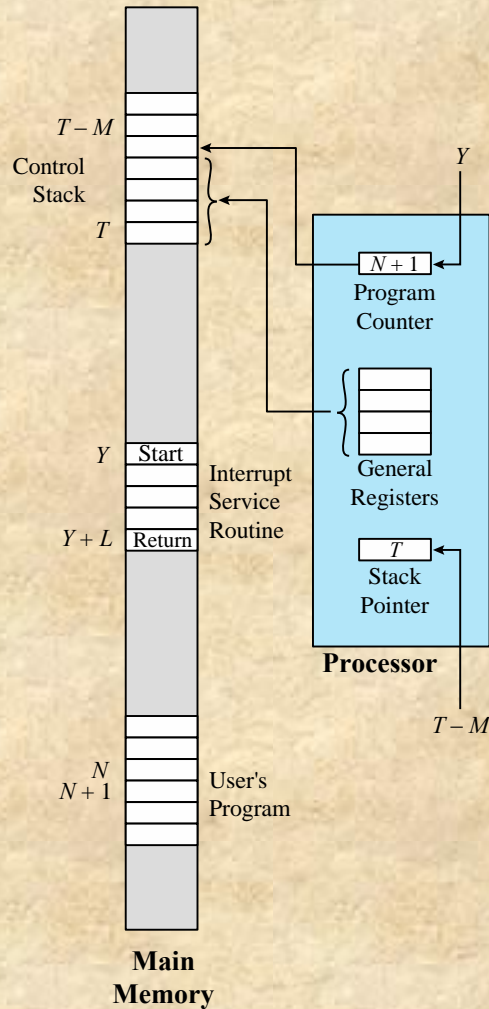 T – M
Control
Stack
T
Y
N + 1
Program
Counter
Y
Start
Interrupt
Service
Routine
Y + L
Return
General
Registers
T
Stack
Pointer
Processor
T – M
N
N + 1
User's
Program
Main
Memory